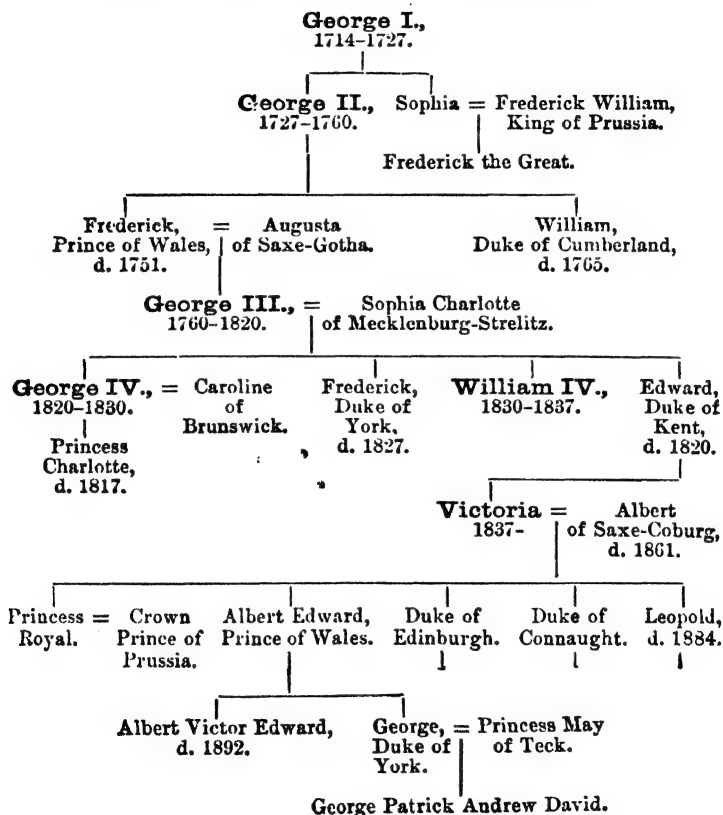 George I.,
1714-1727.
George II., Sophia = Frederick William,
1727-1760. King of Prussia.
Frederick the Great.
Frederick, = Augusta William,
Prince of Wales, of Saxe-Gotha. Duke of Cumberland,
d. 1751. d. 1765.
George III., = Sophia Charlotte
1760-1820. of Mecklenburg-Strelitz.
George IV., = Caroline Frederick, William IV., Edward,
1820-1830. of Duke of 1830-1837. Duke of
Princess Brunswick. York, Kent,
Charlotte, d. 1827. d. 1820.
d. 1817.
Victoria = Albert
1837- of Saxe-Coburg,
d. 1861.
Princess = Crown Albert Edward, Duke of Duke of Leopold,
Royal. Prince of Prince of Wales. Edinburgh. Connaught. d. 1884.
Prussia.
Albert Victor Edward, George, = Princess May
d. 1892. Duke of of Teck.
York.
George Patrick Andrew David.